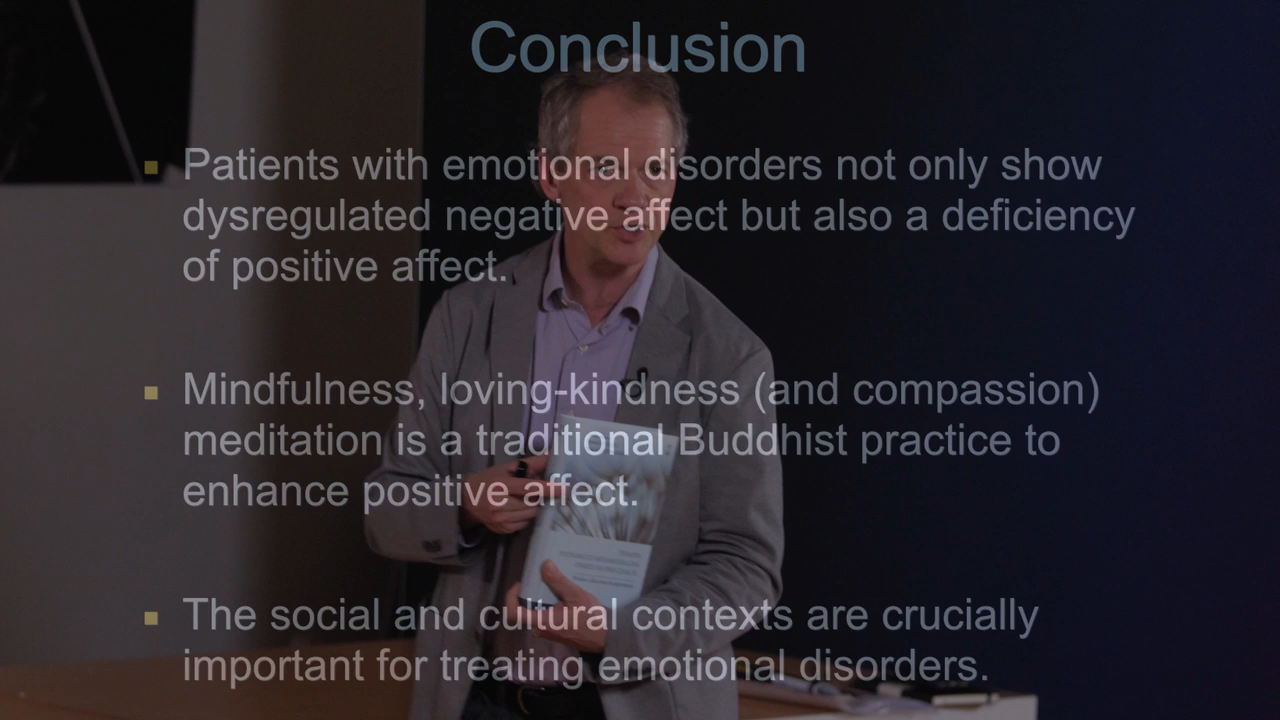 Conclusion
Patients with emotional disorders not only show
dysregulated negative affect but also a deficiency
of positive affect.
Mindfulness, loving-kindness (and compassion)
meditation is a traditional Buddhist practice to
enhance positive affect.
The social and cultural contexts are crucially
important for treating emotional disorders.